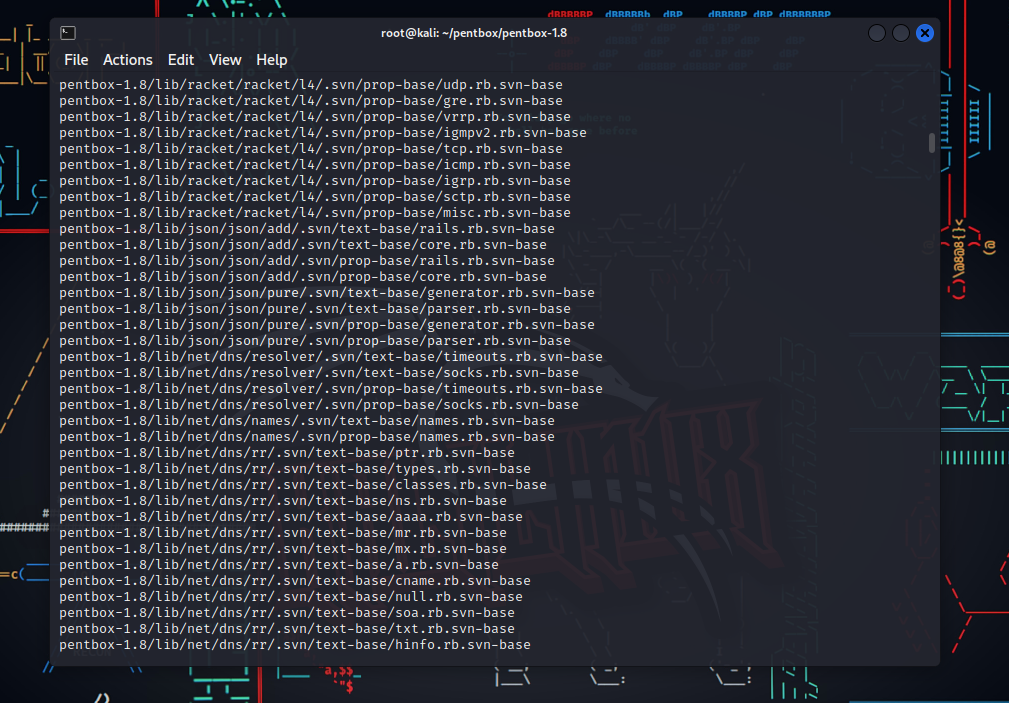 root@kali: ~/pentbox/pentbox-1.8
File Actions Edit View Help
pentbox-1.8/lib/racket/racket/l4/.svn/prop-base/udp.rb.svn-base
pentbox-1.8/lib/racket/racket/l4/.svn/prop-base/gre.rb.svn-base
pentbox-1.8/lib/racket/racket/l4/.svn/prop-base/vrrp.rb.svn-base
pentbox-1.8/lib/racket/racket/l4/.svn/prop-base/igmpv2.rb.svn-base
pentbox-1.8/lib/racket/racket/l4/.svn/prop-base/tcp.rb.svn-base
pentbox-1.8/lib/racket/racket/l4/.svn/prop-base/icmp.rb.svn-base
pentbox-1.8/lib/racket/racket/l4/.svn/prop-base/igrp.rb.svn-base
pentbox-1.8/lib/racket/racket/l4/.svn/prop-base/sctp.rb.svn-base
pentbox-1.8/lib/racket/racket/l4/.svn/prop-base/misc.rb.svn-base
pentbox-1.8/lib/json/json/add/.svn/text-base/rails.rb.svn-base
pentbox-1.8/lib/json/json/add/.svn/text-base/core.rb.svn-base
pentbox-1.8/lib/json/json/add/.svn/prop-base/rails.rb.svn-base
pentbox-1.8/lib/json/json/add/.svn/prop-base/core.rb.svn-base
pentbox-1.8/lib/json/json/pure/.svn/text-base/generator.rb.svn-base
pentbox-1.8/lib/json/json/pure/.svn/text-base/parser.rb.svn-base
pentbox-1.8/lib/json/json/pure/.svn/prop-base/generator.rb.svn-base
pentbox-1.8/lib/json/json/pure/.svn/prop-base/parser.rb.svn-base
pentbox-1.8/lib/net/dns/resolver/.svn/text-base/timeouts.rb.svn-base
pentbox-1.8/lib/net/dns/resolver/.svn/text-base/socks.rb.svn-base
pentbox-1.8/lib/net/dns/resolver/.svn/prop-base/timeouts.rb.svn-base
pentbox-1.8/lib/net/dns/resolver/.svn/prop-base/socks.rb.svn-base
pentbox-1.8/lib/net/dns/names/.svn/text-base/names.rb.svn-base
pentbox-1.8/lib/net/dns/names/.svn/prop-base/names.rb.svn-base
pentbox-1.8/lib/net/dns/rr/.svn/text-base/ptr.rb.svn-base
pentbox-1.8/lib/net/dns/rr/.svn/text-base/types.rb.svn-base
pentbox-1.8/lib/net/dns/rr/.svn/text-base/classes.rb.svn-base
pentbox-1.8/lib/net/dns/rr/.svn/text-base/ns.rb.svn-base
pentbox-1.8/lib/net/dns/rr/.svn/text-base/aaaa.rb.svn-base
pentbox-1.8/lib/net/dns/rr/.svn/text-base/mr.rb.svn-base
pentbox-1.8/lib/net/dns/rr/.svn/text-base/mx.rb.svn-base
pentbox-1.8/lib/net/dns/rr/.svn/text-base/a.rb.svn-base
pentbox-1.8/lib/net/dns/rr/.svn/text-base/cname.rb.svn-base
pentbox-1.8/lib/net/dns/rr/.svn/text-base/null.rb.svn-base
pentbox-1.8/lib/net/dns/rr/.svn/text-base/soa.rb.svn-base
pentbox-1.8/lib/net/dns/rr/.svn/text-base/txt.rb.svn-base
pentbox-1.8/lib/net/dns/rr/.svn/text-base/hinfo.rb.svn-base